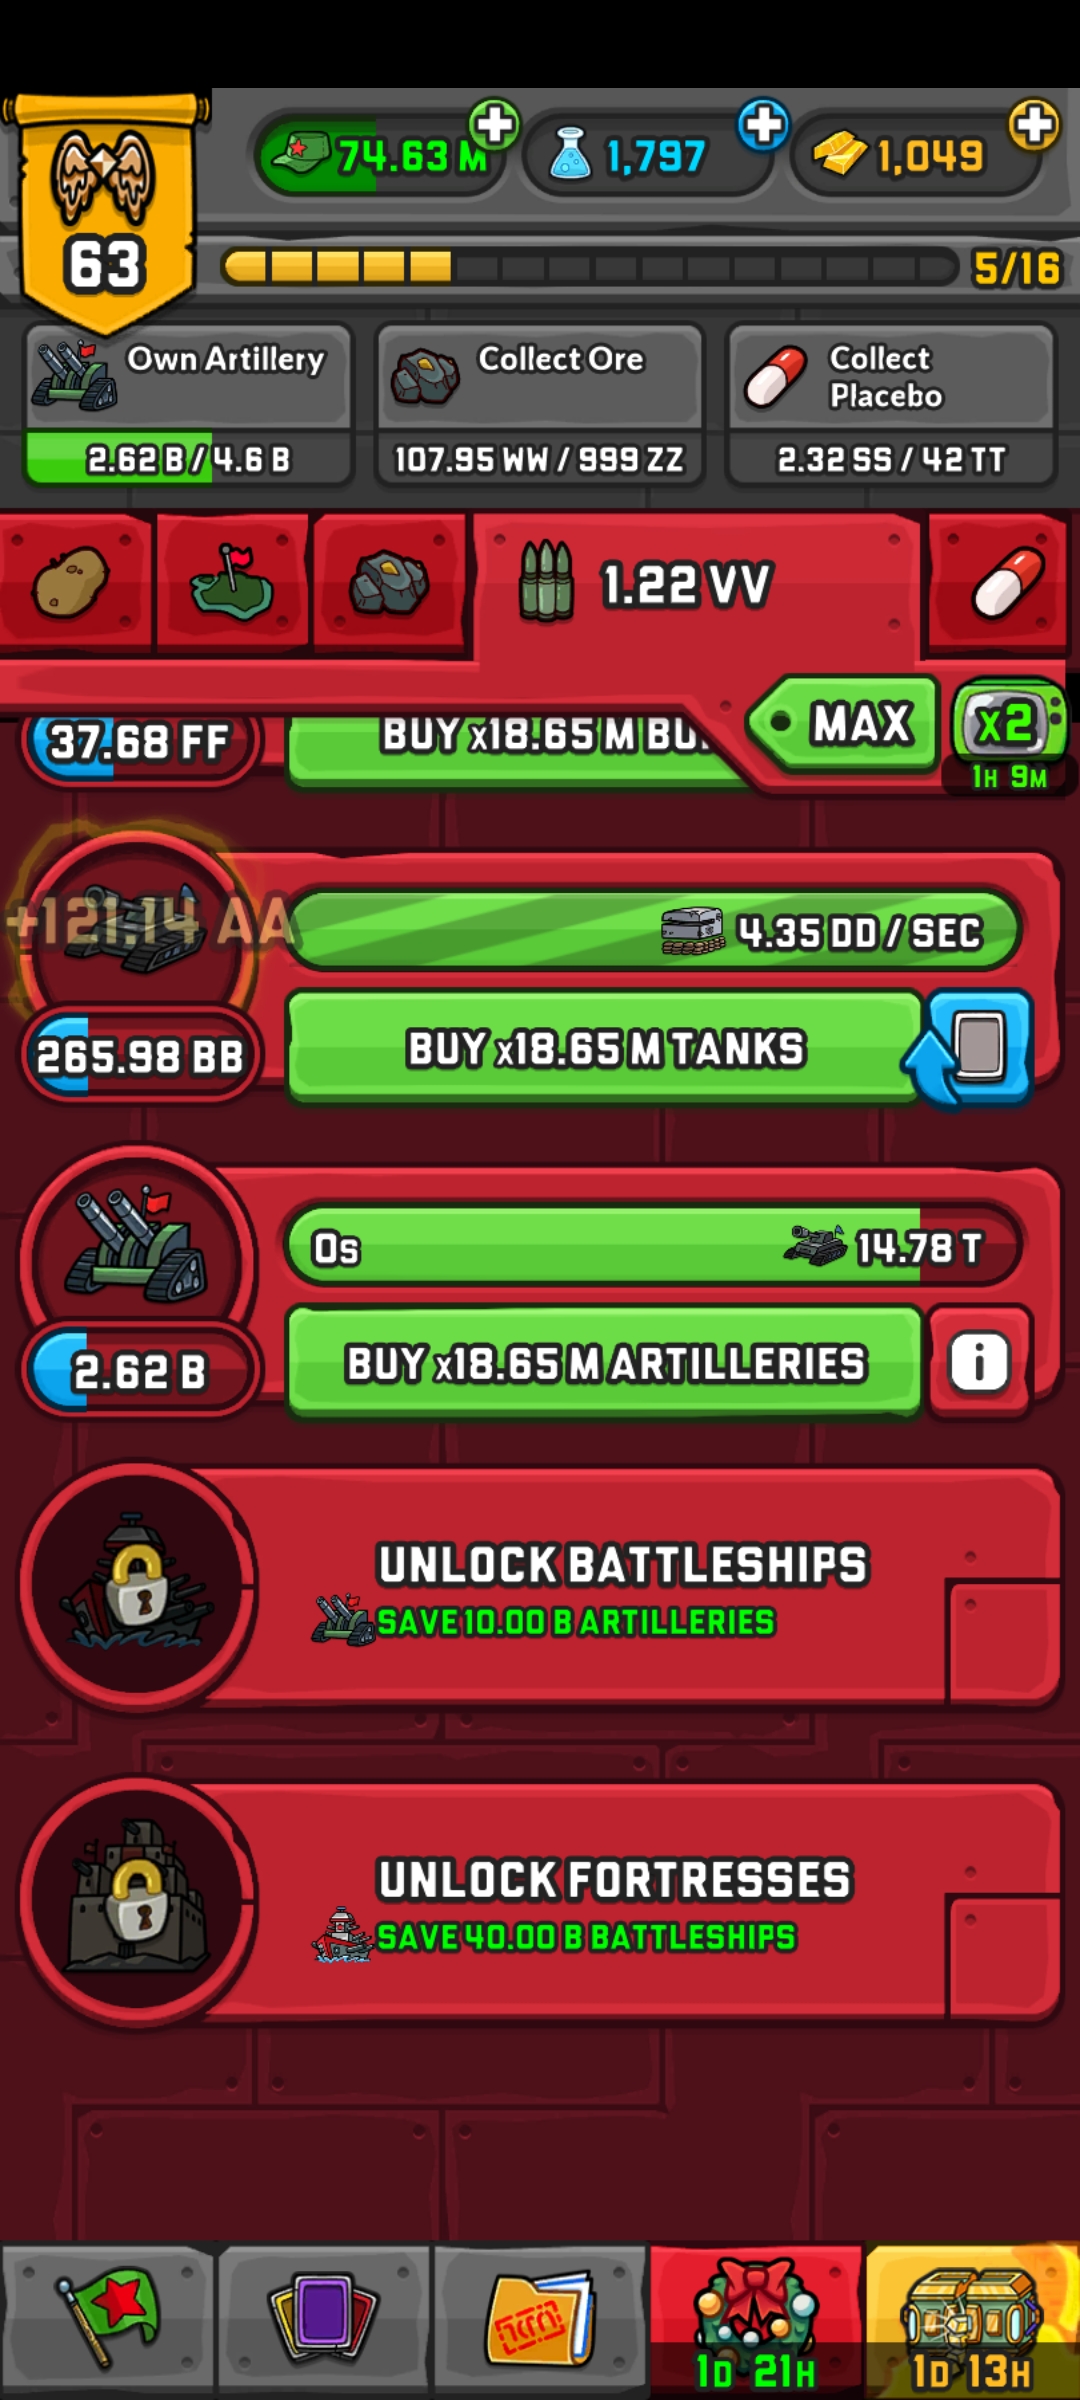 74.63 M
1,797
1,049
63
5/16
Own Artillery
2.62 B / 4.6 B
Collect Ore
107.95 WW / 999 ZZ
Collect
Placebo
2.32 SS / 42 TT
1.22 VV
MAX
x2
1H 9M
37.68 FF
BUY x18.65 M
+121.14 AA
4.35 DD / SEC
265.98 BB
BUY x18.65 M TANKS
0s
14.78 T
2.62 B
BUY x18.65 M ARTILLERIES
i
UNLOCK BATTLESHIPS
SAVE 10.00 B ARTILLERIES
UNLOCK FORTRESSES
SAVE 40.00 B BATTLESHIPS
1D 21H
1D 13H